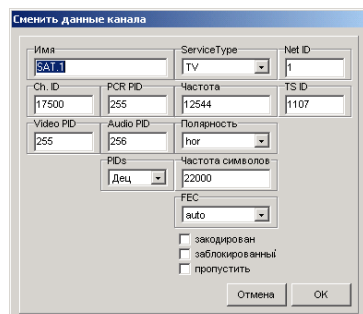 Сменить данные канала
Имя ServiceType Net ID
SAT.1 TV 1
Ch. ID PCR PID Частота TS ID
17500 255 12544 1107
Video PID Audio PID Полярность
255 256 hor
PIDs Частота символов
Дец 22000
FEC
auto
закодирован
заблокированный
пропустить
Отмена OK